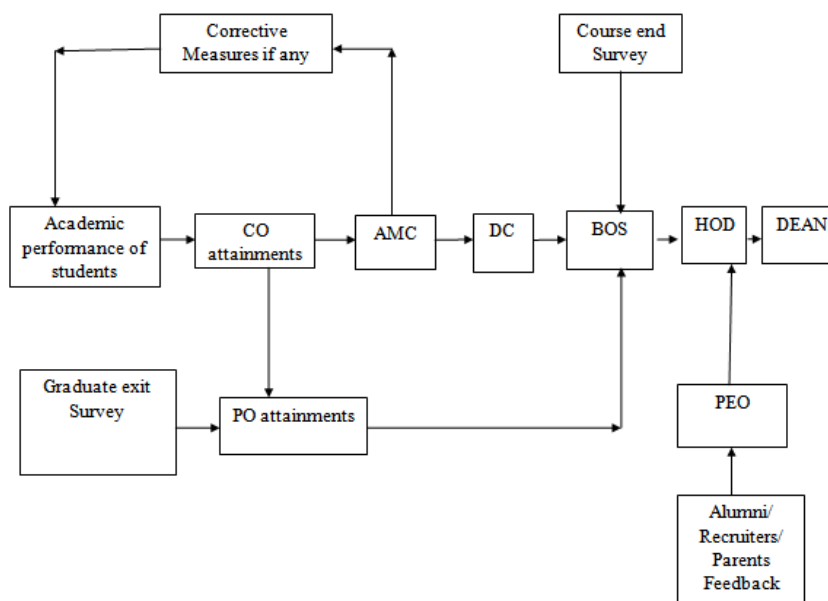 Corrective
Measures if any
Course end
Survey
Academic
performance of
students
CO
attainments
AMC
DC
BOS
HOD
DEAN
Graduate exit
Survey
PO attainments
PEO
Alumni/
Recruiters/
Parents
Feedback